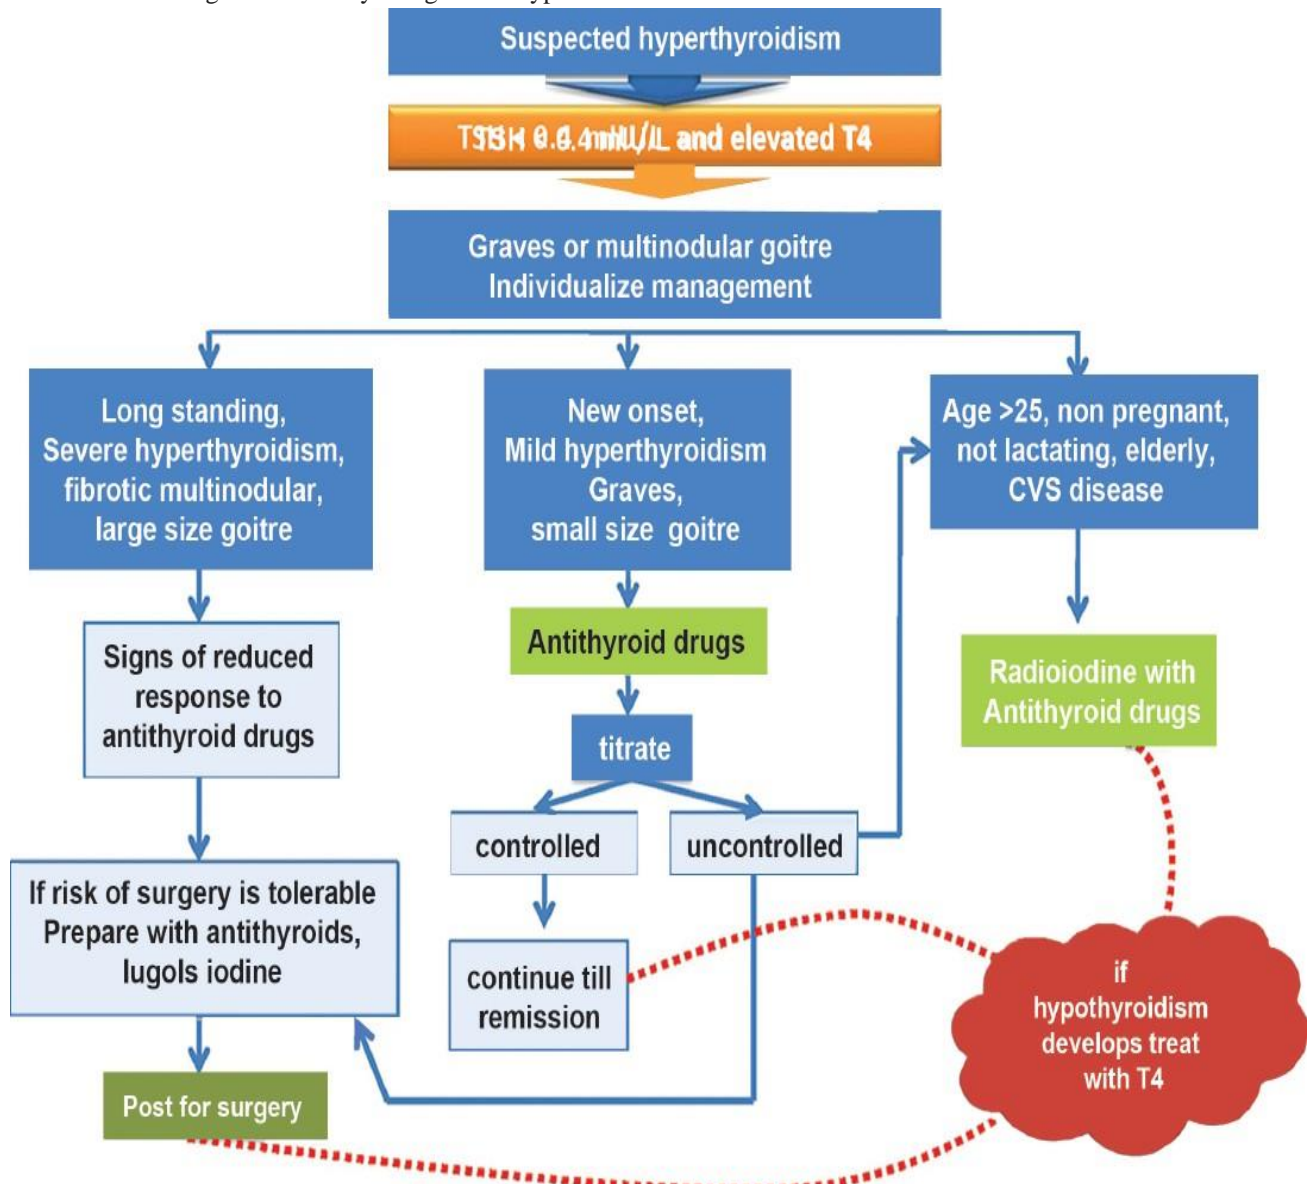 Suspected hyperthyroidism
and elevated T4
Graves or multinodular goitre
Individualize management
Long standing,
Severe hyperthyroidism,
fibrotic multinodular,
large size goitre
New onset,
Mild hyperthyroidism
Graves,
small size goitre
Age >25, non pregnant,
not lactating, elderly,
CVS disease
Signs of reduced
response to
antithyroid drugs
Antithyroid drugs
Radioiodine with
Antithyroid drugs
titrate
controlled
uncontrolled
If risk of surgery is tolerable
Prepare with antithyroids,
lugols iodine
continue till
remission
if
hypothyroidism
develops treat
with T4
Post for surgery